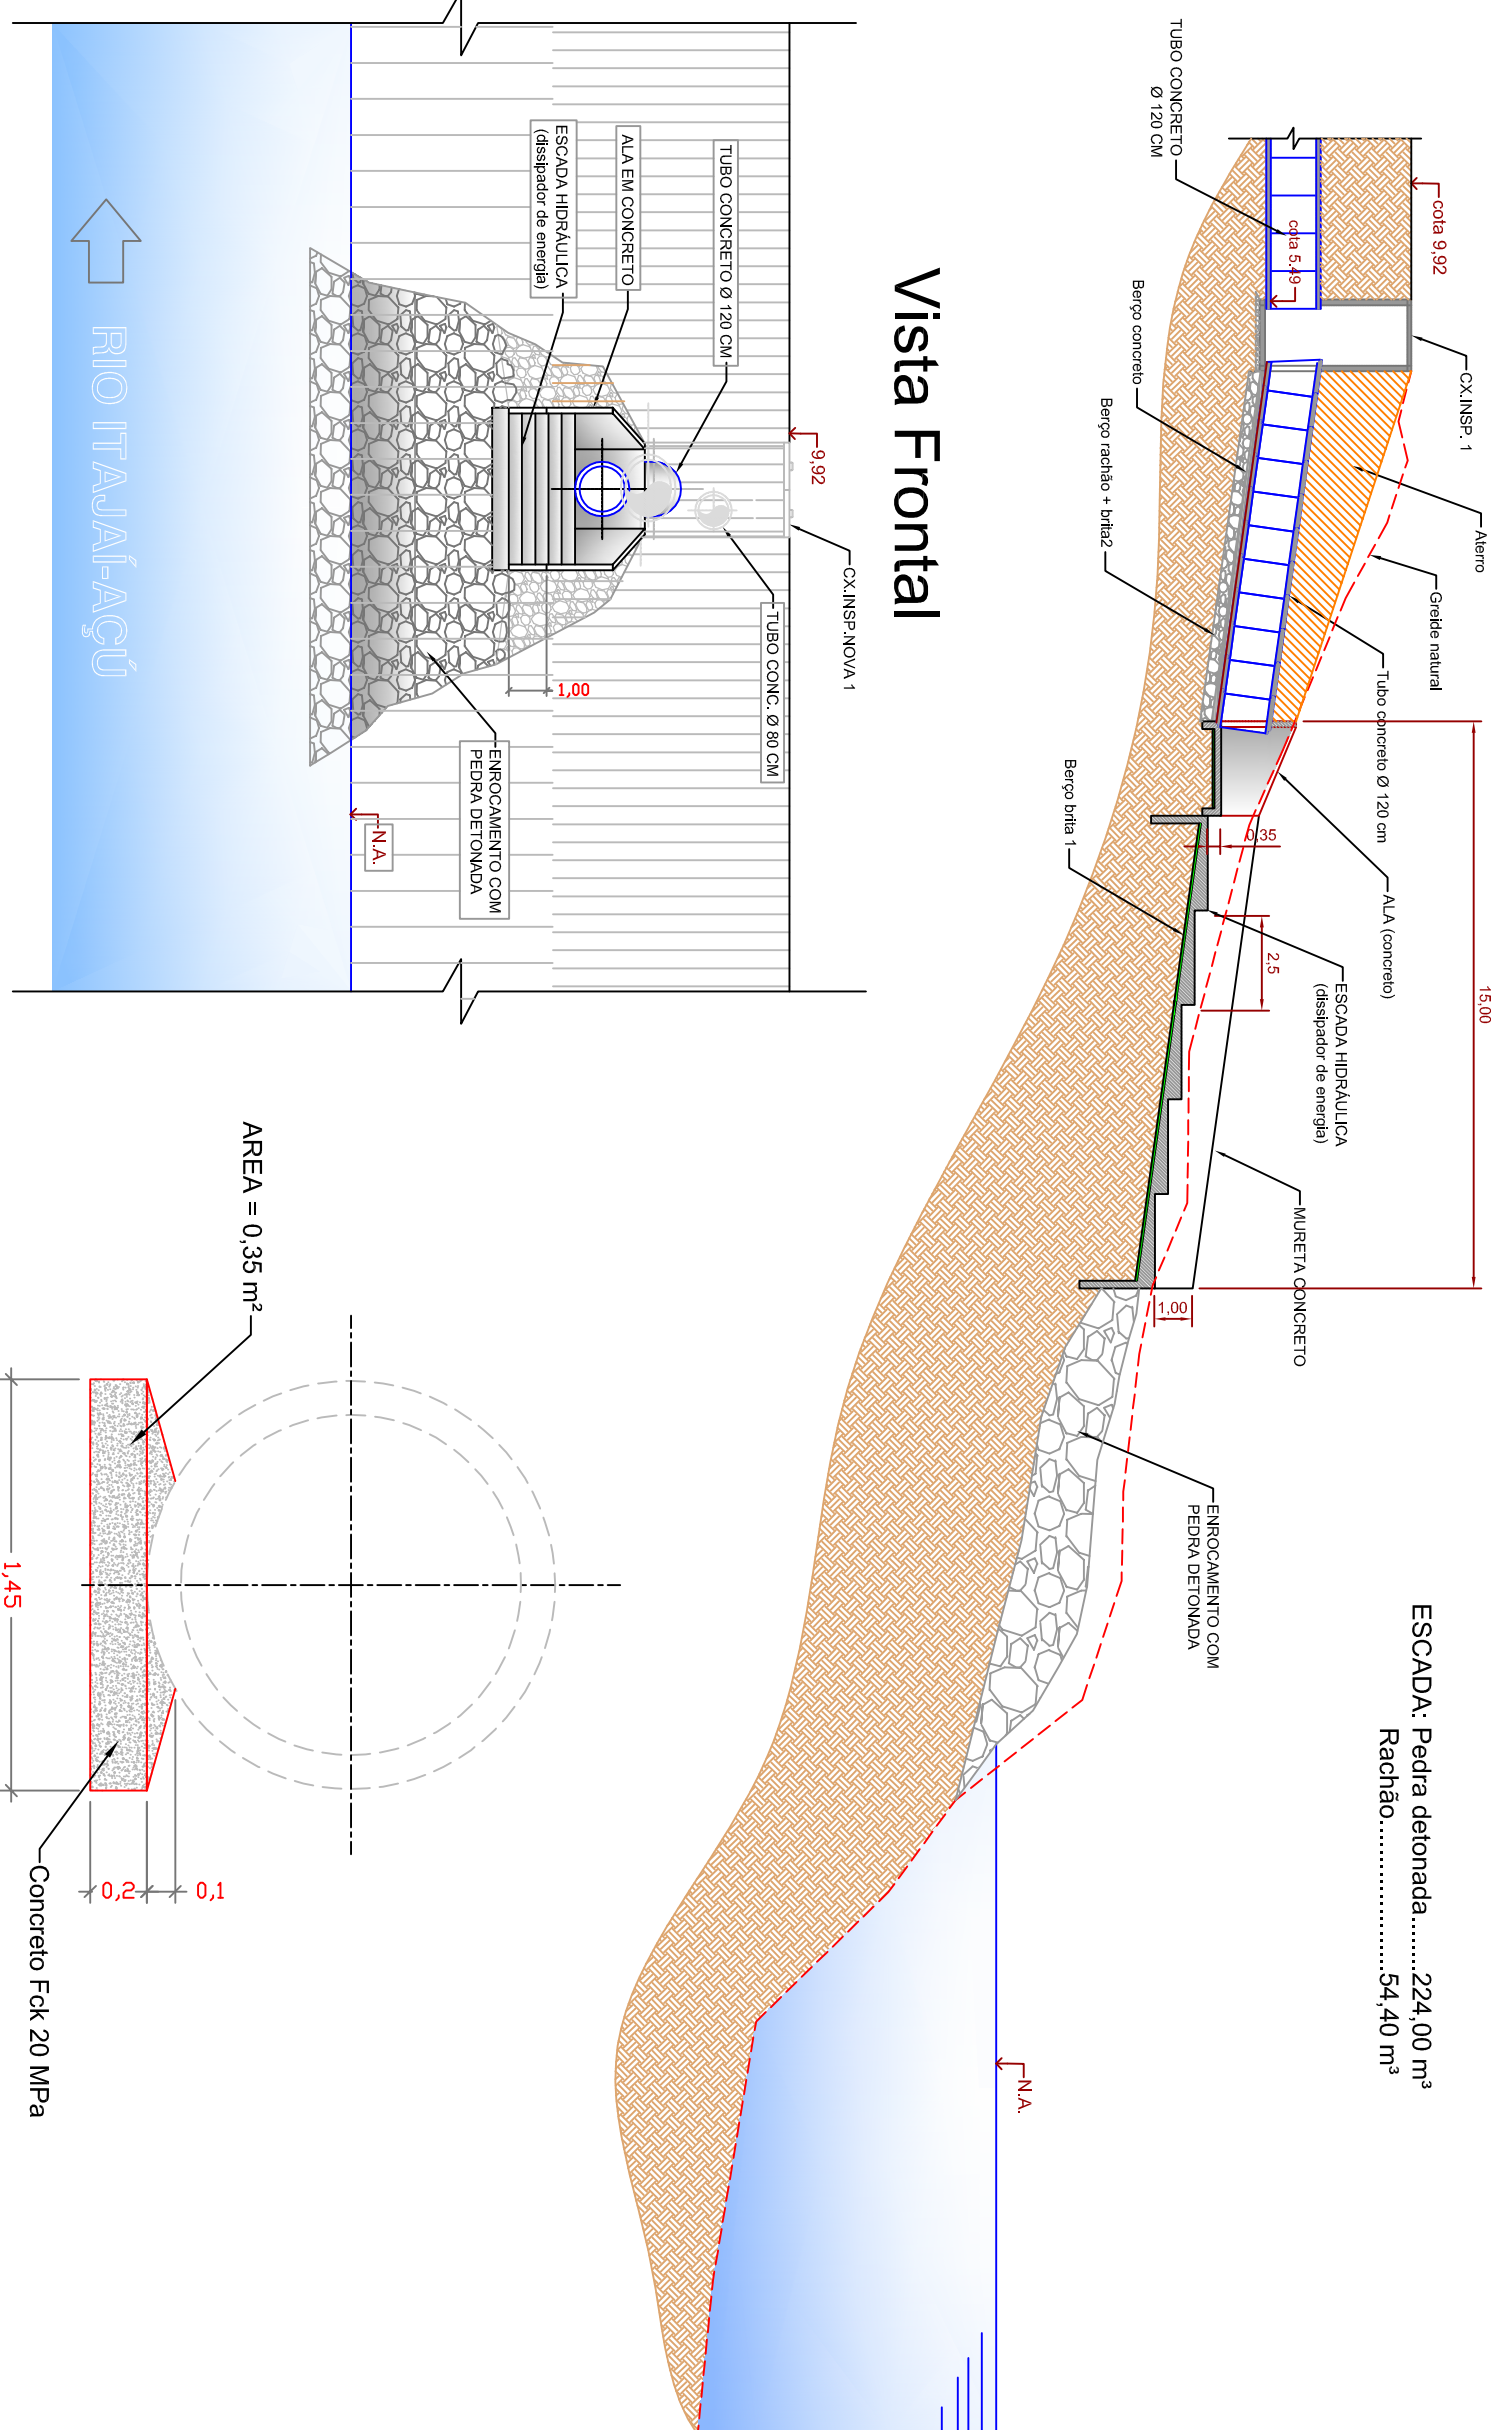 cota 9,92
CX.INSP. 1
Aterro
Greide natural
Tubo concreto Ø 120 cm
ALA (concreto)
ESCADA HIDRÁULICA
(dissipador de energia)
MURETA CONCRETO
15,00
TUBO CONCRETO
Ø 120 CM
cota 5.49
Berço concreto
Berço rachão + brita2
Berço brita 1
0,35
2,5
1,00
ENROCAMENTO COM
PEDRA DETONADA
N.A.
ESCADA: Pedra detonada..........224,00 m³
Rachão......................54,40 m³
Vista Frontal
9,92
CX.INSP.NOVA 1
TUBO CONC. Ø 80 CM
TUBO CONCRETO Ø 120 CM
ALA EM CONCRETO
ESCADA HIDRÁULICA
(dissipador de energia)
1,00
ENROCAMENTO COM
PEDRA DETONADA
N.A.
RIO ITAJAÍ-AÇÚ
AREA = 0,35 m²
0,1
0,2
1,45
Concreto Fck 20 MPa